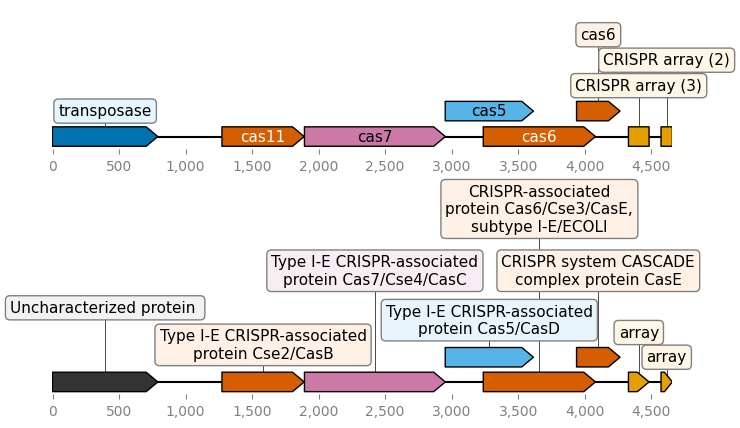 cas6
CRISPR array (2)
CRISPR array (3)
transposase
cas5
cas11
cas7
cas6
0 500 1,000 1,500 2,000 2,500 3,000 3,500 4,000 4,500
CRISPR-associated
protein Cas6/Cse3/CasE,
subtype I-E/ECOLI
Type I-E CRISPR-associated
protein Cas7/Cse4/CasC
CRISPR system CASCADE
complex protein CasE
Uncharacterized protein
Type I-E CRISPR-associated
protein Cas5/CasD
Type I-E CRISPR-associated
protein Cse2/CasB
array
array
0 500 1,000 1,500 2,000 2,500 3,000 3,500 4,000 4,500